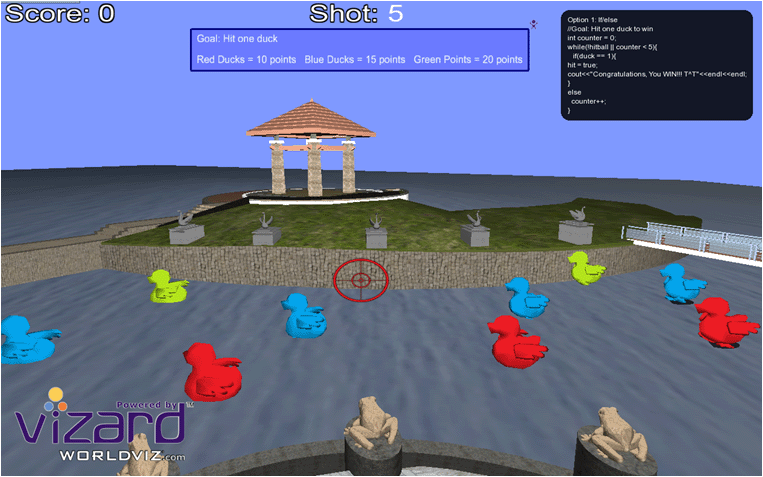 Score: 0
Shot: 5
Goal: Hit one duck
Red Ducks = 10 points Blue Ducks = 15 points Green Points = 20 points
Option 1: If/else
//Goal: Hit one duck to win
int counter = 0;
while(!hitball || counter < 5){
if(duck == 1){
hit = true;
cout<<"Congratulations, You WIN!!! T^T"<<endl<<endl;
}
else
counter++;
}
Powered by
vizard™
WORLDVIZ.com